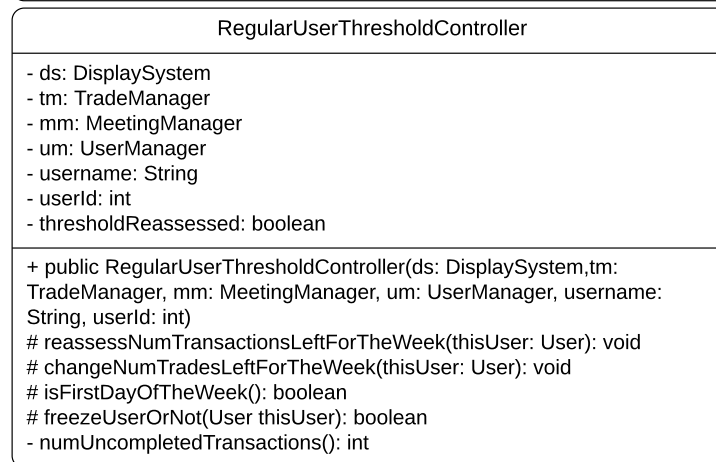 RegularUserThresholdController
- ds: DisplaySystem
- tm: TradeManager
- mm: MeetingManager
- um: UserManager
- username: String
- userId: int
- thresholdReassessed: boolean
+ public RegularUserThresholdController(ds: DisplaySystem,tm:
TradeManager, mm: MeetingManager, um: UserManager, username:
String, userId: int)
# reassessNumTransactionsLeftForTheWeek(thisUser: User): void
# changeNumTradesLeftForTheWeek(thisUser: User): void
# isFirstDayOfTheWeek(): boolean
# freezeUserOrNot(User thisUser): boolean
- numUncompletedTransactions(): int